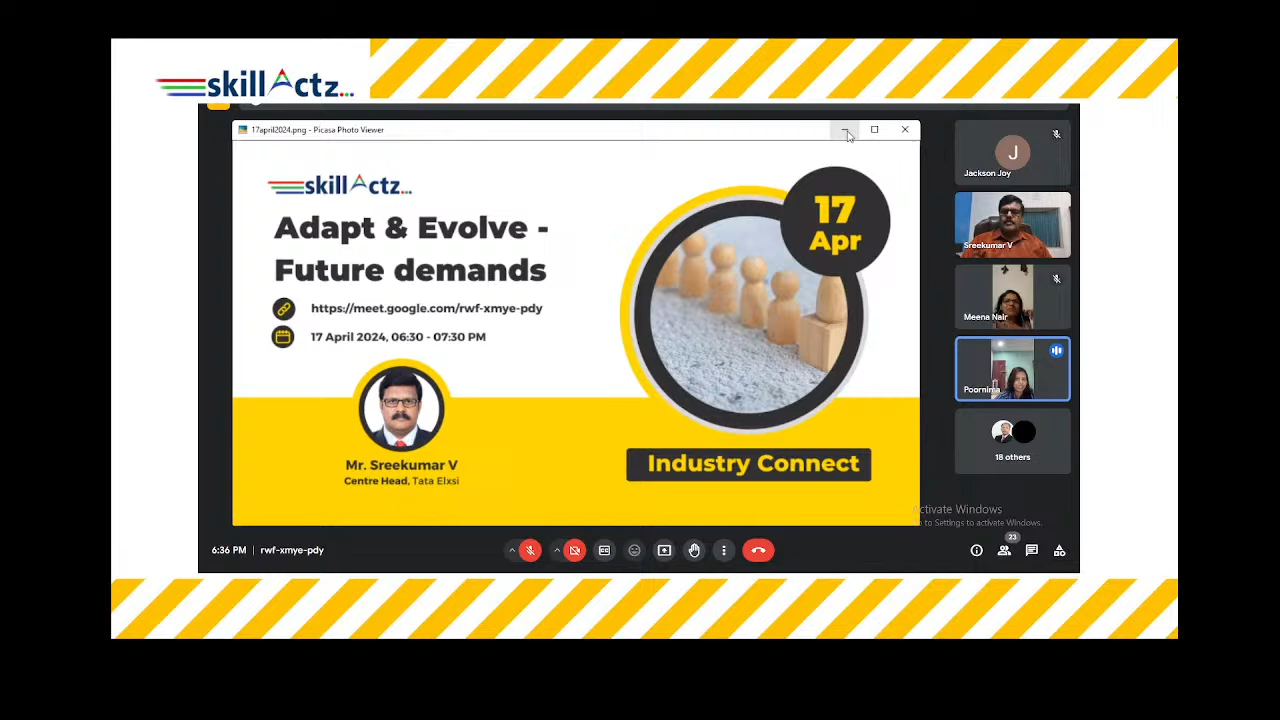 skillActz...
17april2024.png - Picasa Photo Viewer
skillActz...
Adapt & Evolve -
Future demands
https://meet.google.com/rwf-xmye-pdy
17 April 2024, 06:30 - 07:30 PM
17
Apr
Mr. Sreekumar V
Centre Head, Tata Elxsi
Industry Connect
J
Jackson Joy
Sreekumar V
Meena Nair
Poornima
18 others
Activate Windows
to Settings to activate Windows.
6:36 PM | rwf-xmye-pdy
CC
23